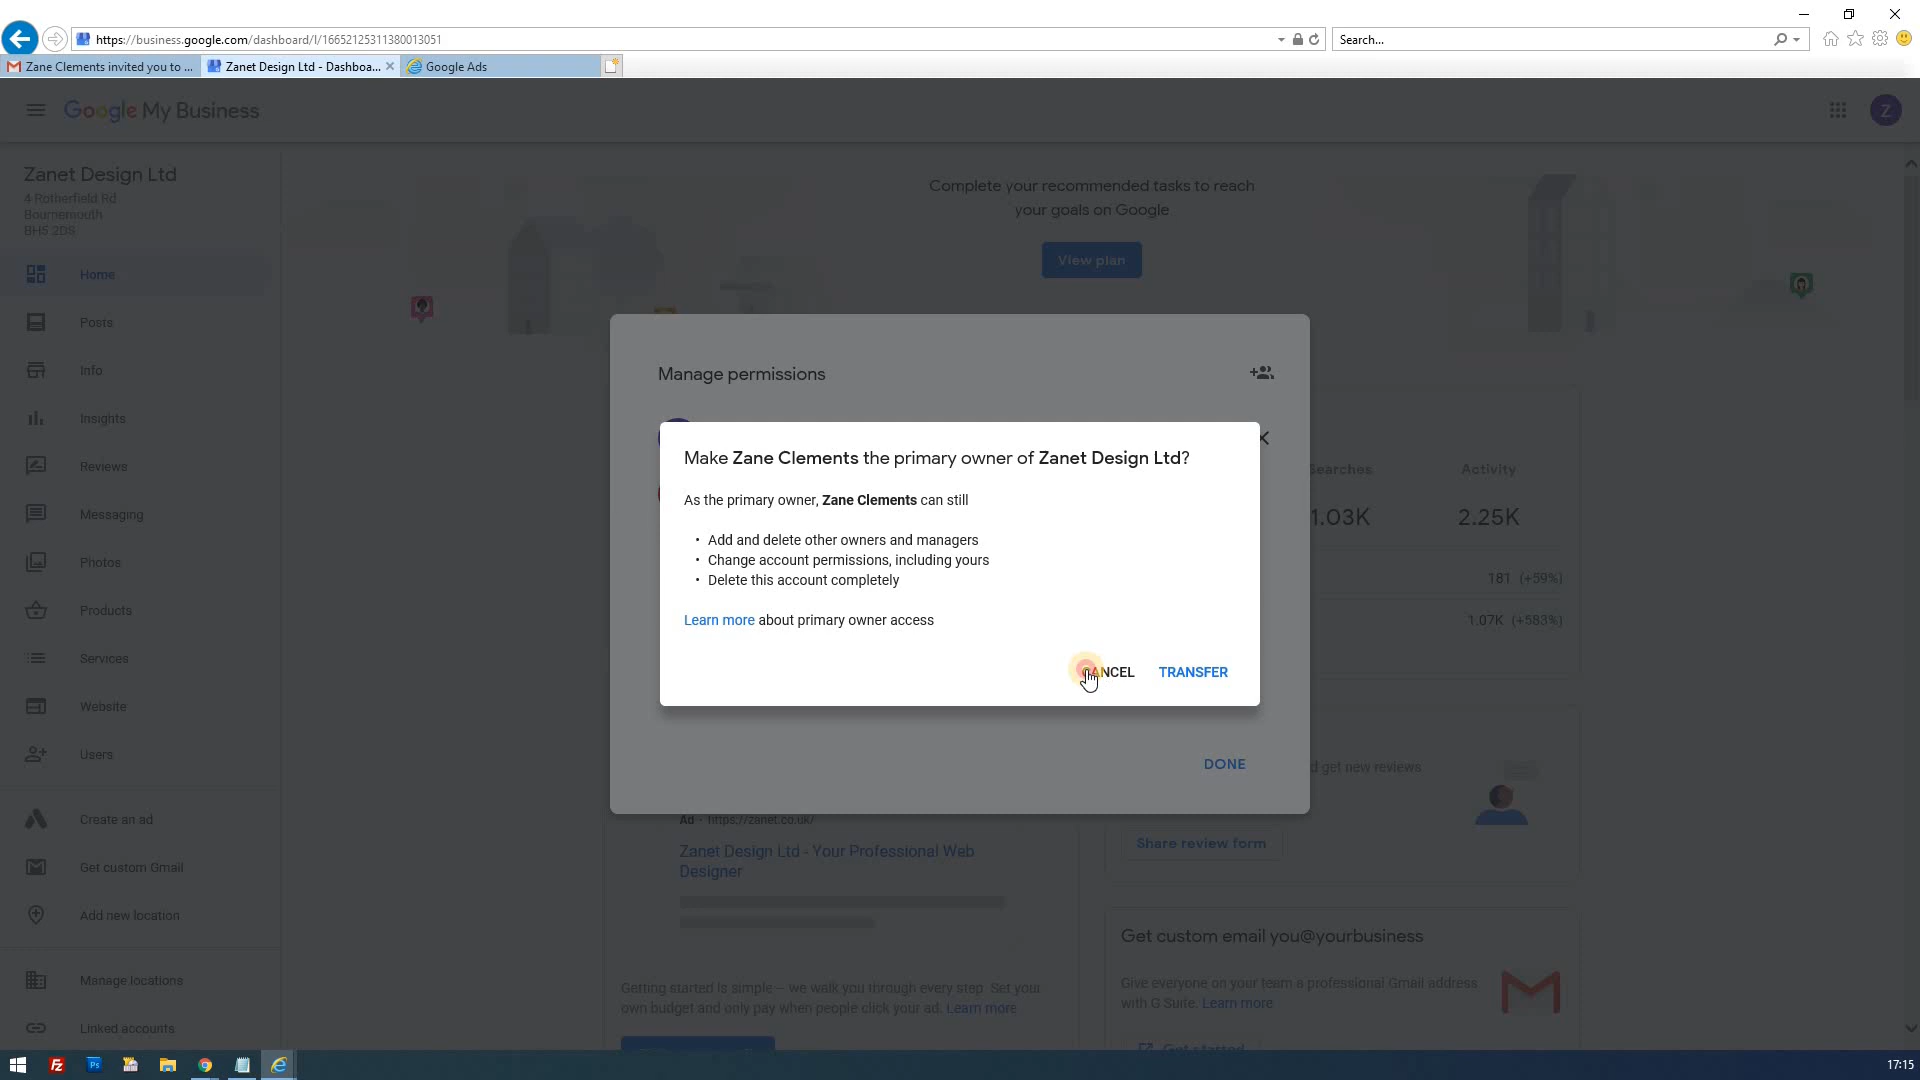 https://business.google.com/dashboard/l/16652125311380013051
Search...
Zane Clements invited you to ...
Zanet Design Ltd - Dashboa...
Google Ads
Google My Business
Z
Zanet Design Ltd
4 Rotherfield Rd
Bournemouth
BH5 2DS
Home
Posts
Info
Insights
Reviews
Messaging
Photos
Products
Services
Website
Users
Create an ad
Get custom Gmail
Add new location
Manage locations
Linked accounts
Complete your recommended tasks to reach
your goals on Google
View plan
Manage permissions
Make Zane Clements the primary owner of Zanet Design Ltd?
As the primary owner, Zane Clements can still
• Add and delete other owners and managers
• Change account permissions, including yours
• Delete this account completely
Learn more about primary owner access
CANCEL
TRANSFER
DONE
Searches
Activity
1.03K
2.25K
181 (+59%)
1.07K (+583%)
d get new reviews
Share review form
Ad - https://zanet.co.uk/
Zanet Design Ltd - Your Professional Web
Designer
Getting started is simple – we walk you through every step. Set your
own budget and only pay when people click your ad. Learn more
Get custom email you@yourbusiness
Give everyone on your team a professional Gmail address
with G Suite. Learn more
Get started
Fz
Ps
17:15